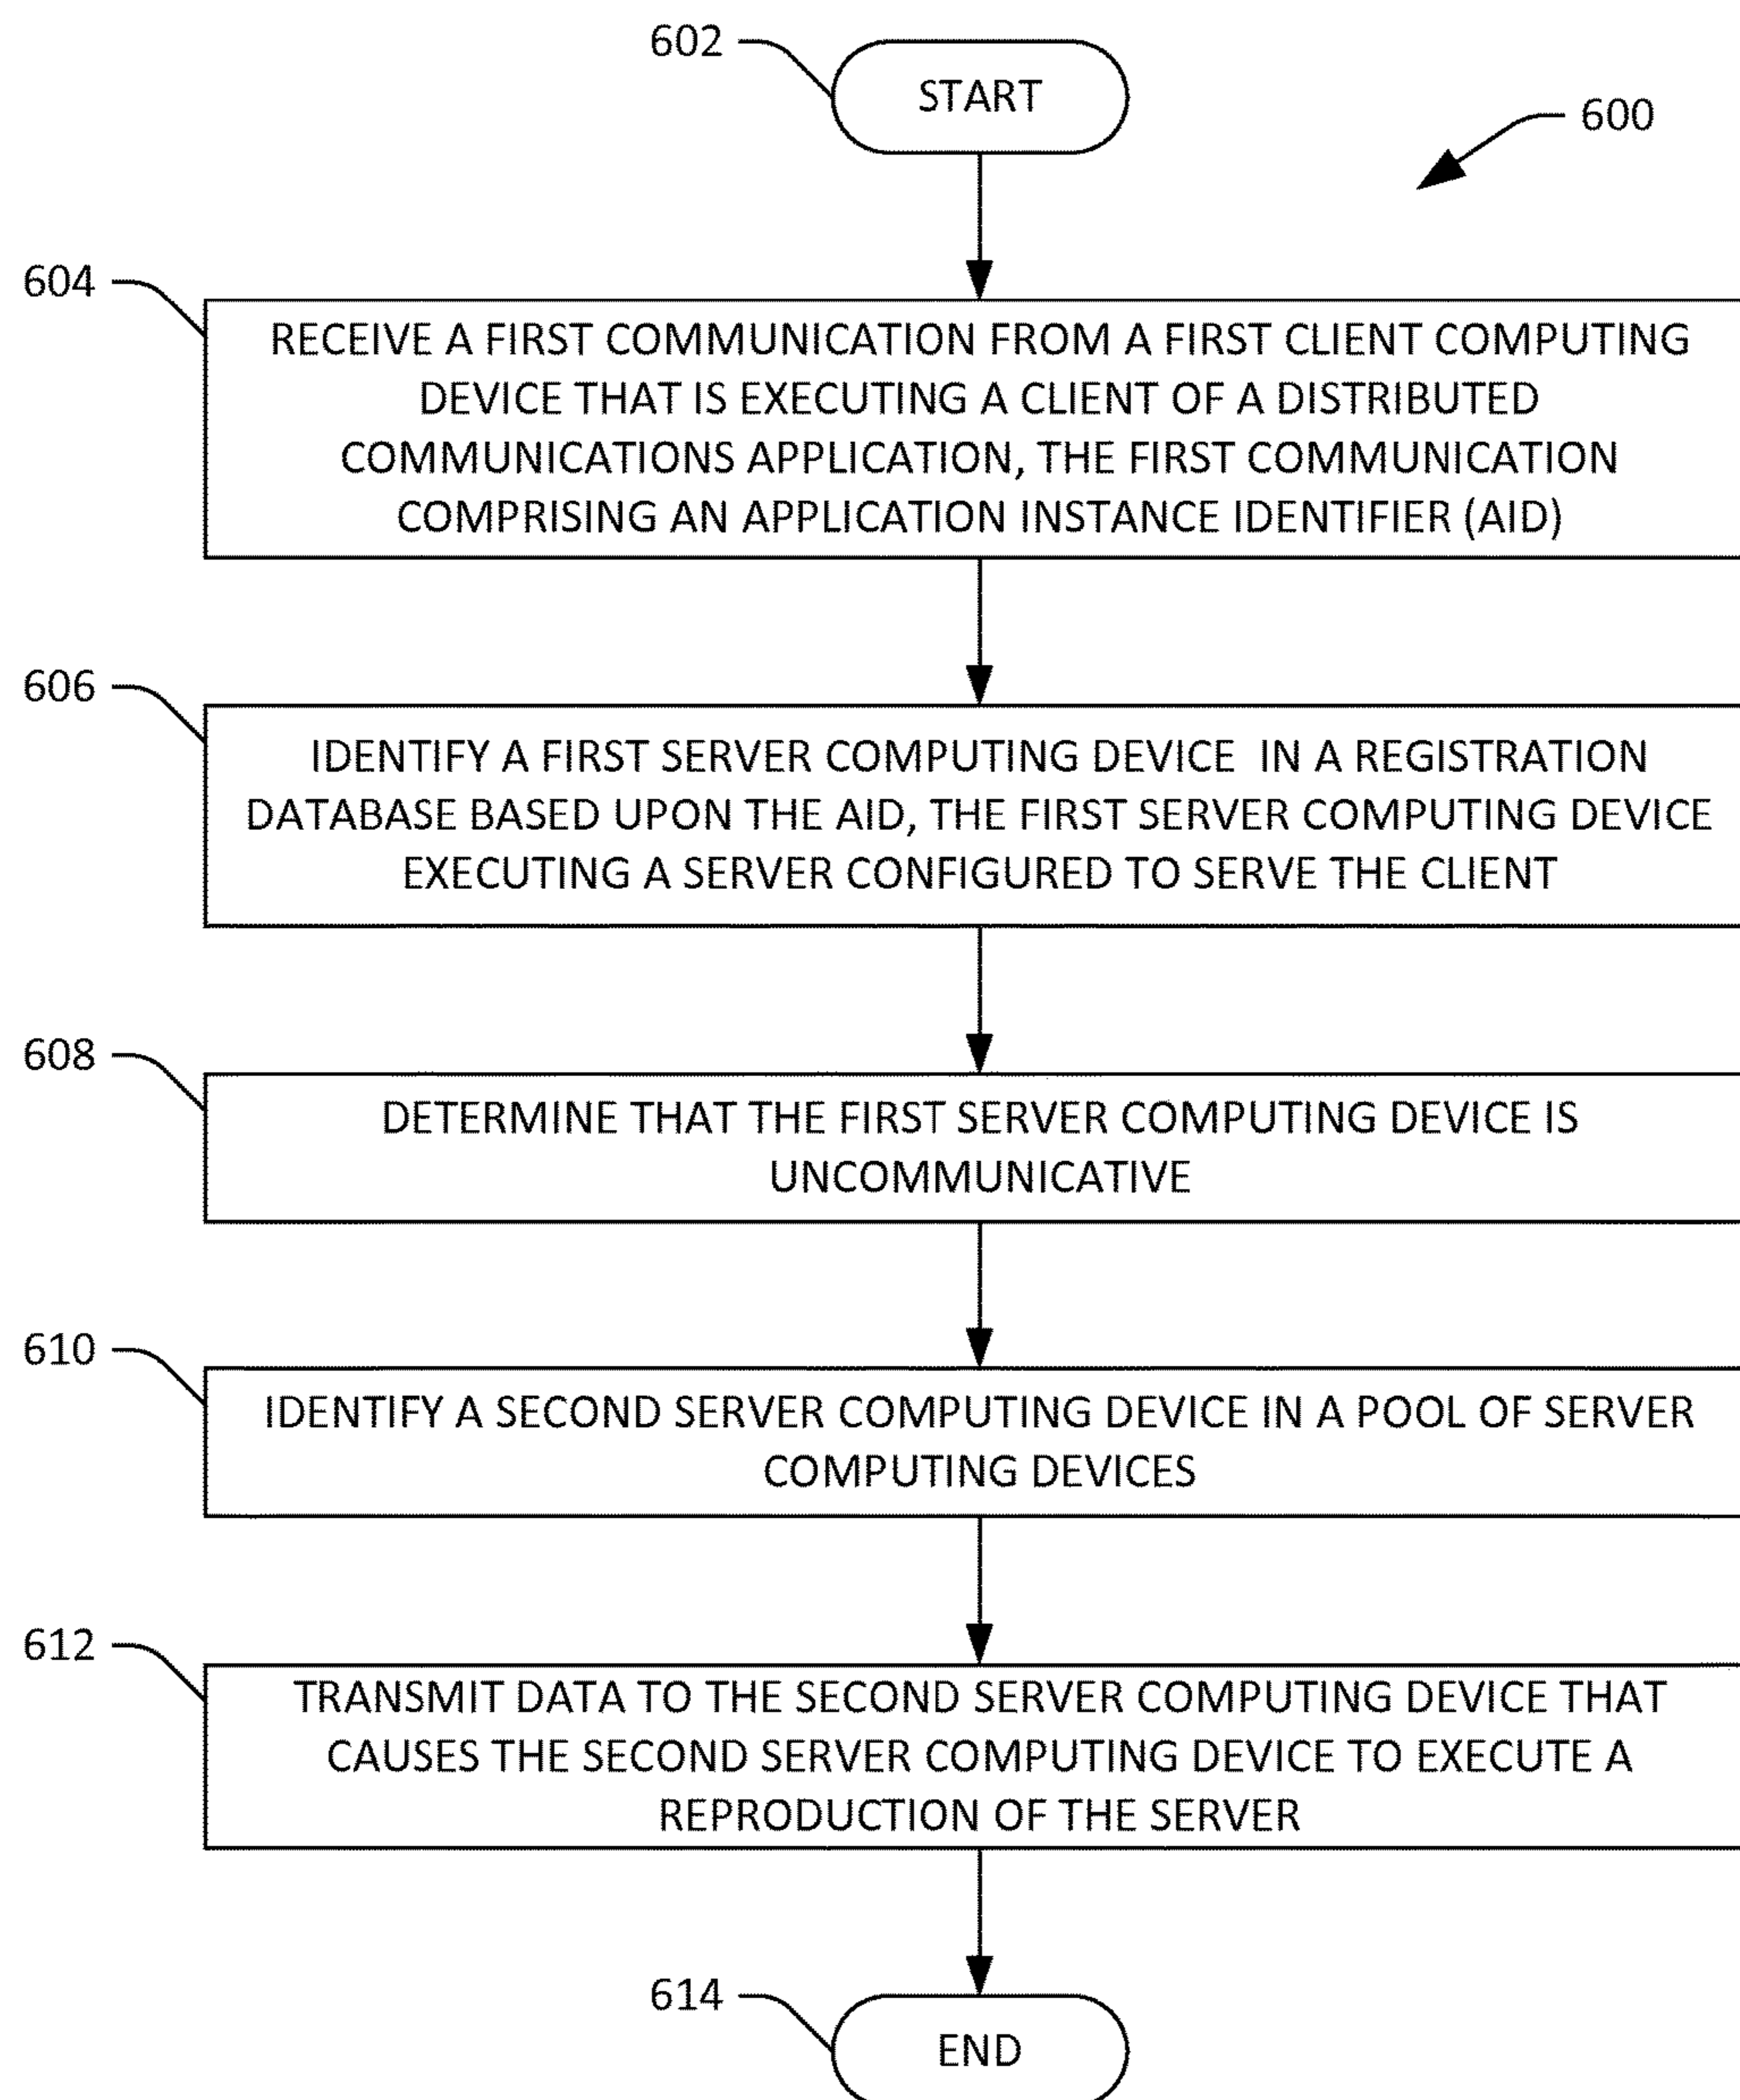 602
START
600
604
RECEIVE A FIRST COMMUNICATION FROM A FIRST CLIENT COMPUTING
DEVICE THAT IS EXECUTING A CLIENT OF A DISTRIBUTED
COMMUNICATIONS APPLICATION, THE FIRST COMMUNICATION
COMPRISING AN APPLICATION INSTANCE IDENTIFIER (AID)
606
IDENTIFY A FIRST SERVER COMPUTING DEVICE IN A REGISTRATION
DATABASE BASED UPON THE AID, THE FIRST SERVER COMPUTING DEVICE
EXECUTING A SERVER CONFIGURED TO SERVE THE CLIENT
608
DETERMINE THAT THE FIRST SERVER COMPUTING DEVICE IS
UNCOMMUNICATIVE
610
IDENTIFY A SECOND SERVER COMPUTING DEVICE IN A POOL OF SERVER
COMPUTING DEVICES
612
TRANSMIT DATA TO THE SECOND SERVER COMPUTING DEVICE THAT
CAUSES THE SECOND SERVER COMPUTING DEVICE TO EXECUTE A
REPRODUCTION OF THE SERVER
614
END